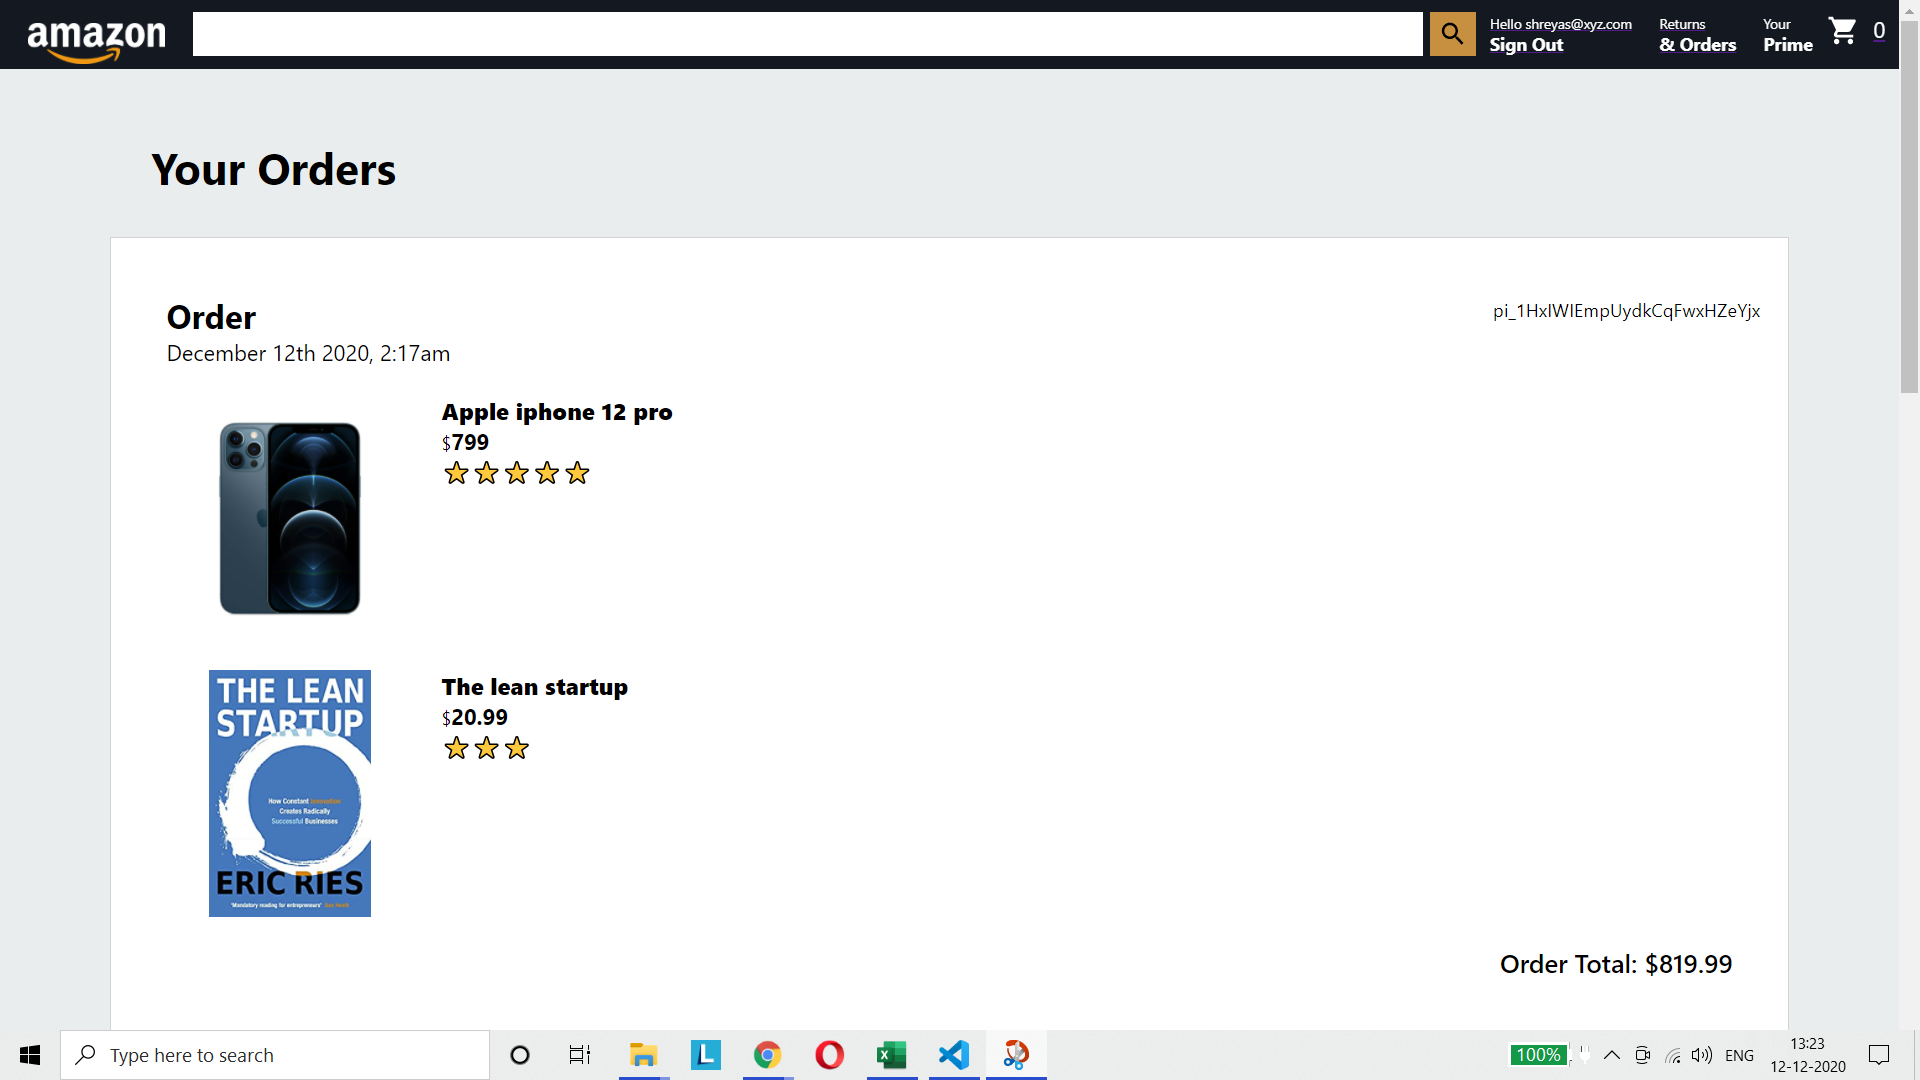 amazon
Hello shreyas@xyz.com
Sign Out
Returns
& Orders
Your
Prime
0
Your Orders
Order
pi_1HxIWIEmpUydkCqFwxHZeYjx
December 12th 2020, 2:17am
Apple iphone 12 pro
$799
The lean startup
$20.99
THE LEAN
STARTUP
How Constant Innovation
Creates Radically
Successful Businesses
ERIC RIES
'Mandatory reading for entrepreneurs'
Order Total: $819.99
Type here to search
L
100%
ENG
13:23
12-12-2020